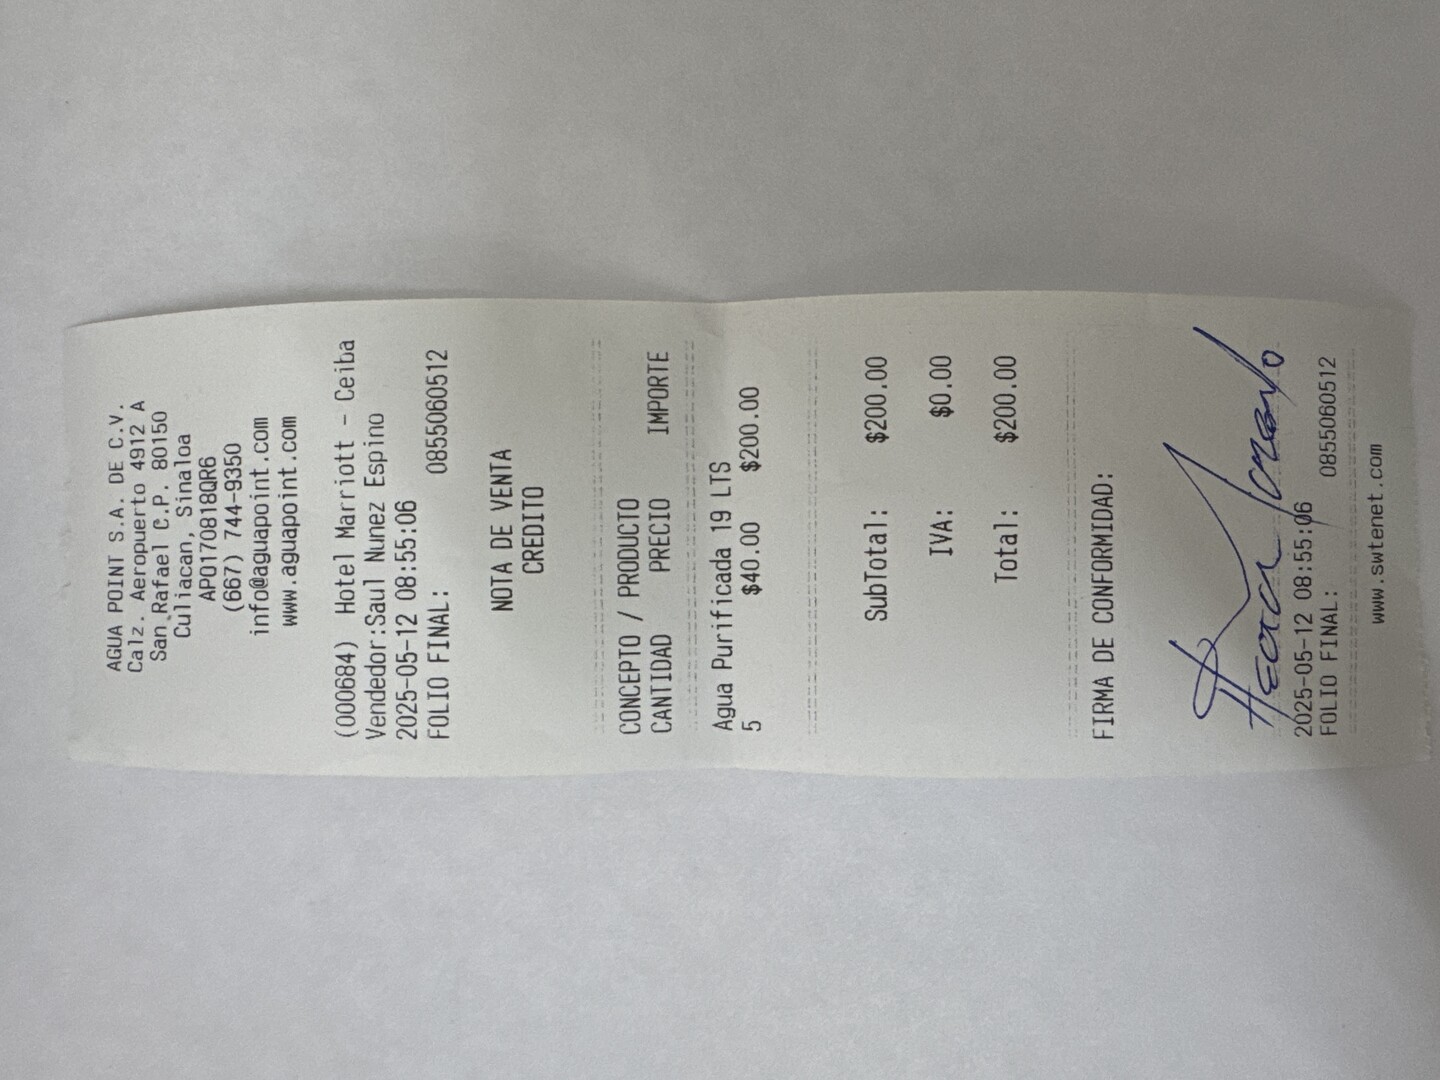 AGUA POINT S.A. DE C.V.
Calz. Aeropuerto 4912 A
San Rafael C.P. 80150
Culiacan, Sinaloa
APO170818QR6
(667) 744-9350
info@aguapoint.com
www.aguapoint.com
(000684) Hotel Marriott - Ceiba
Vendedor:Saul Nunez Espino
2025-05-12 08:55:06
FOLIO FINAL: 0855060512
NOTA DE VENTA
CREDITO
CONCEPTO / PRODUCTO
CANTIDAD PRECIO IMPORTE
Agua Purificada 19 LTS
5 $40.00 $200.00
SubTotal: $200.00
IVA: $0.00
Total: $200.00
FIRMA DE CONFORMIDAD:
2025-05-12 08:55:06
FOLIO FINAL: 0855060512
www.swtenet.com